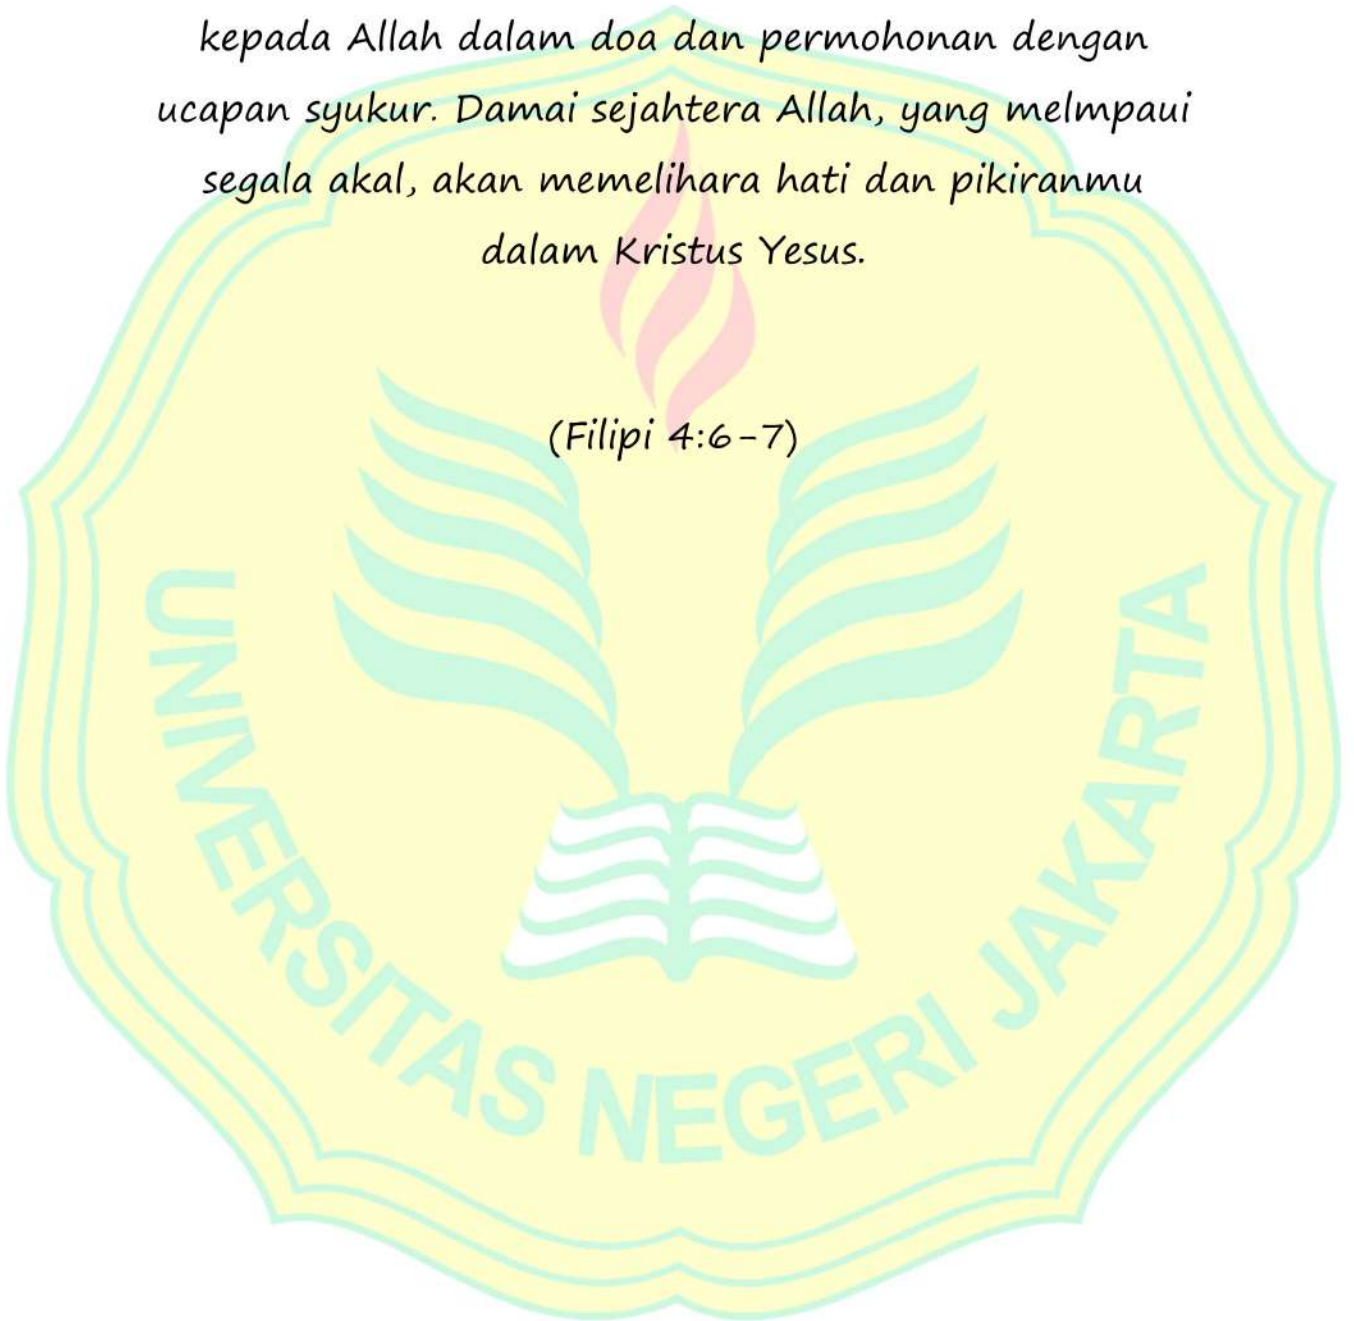 kepada Allah dalam doa dan permohonan dengan
ucapan syukur. Damai sejahtera Allah, yang melmpaui
segala akal, akan memelihara hati dan pikiranmu
dalam Kristus Yesus.
(Filipi 4:6-7)
UNIVERSITAS NEGERI JAKARTA